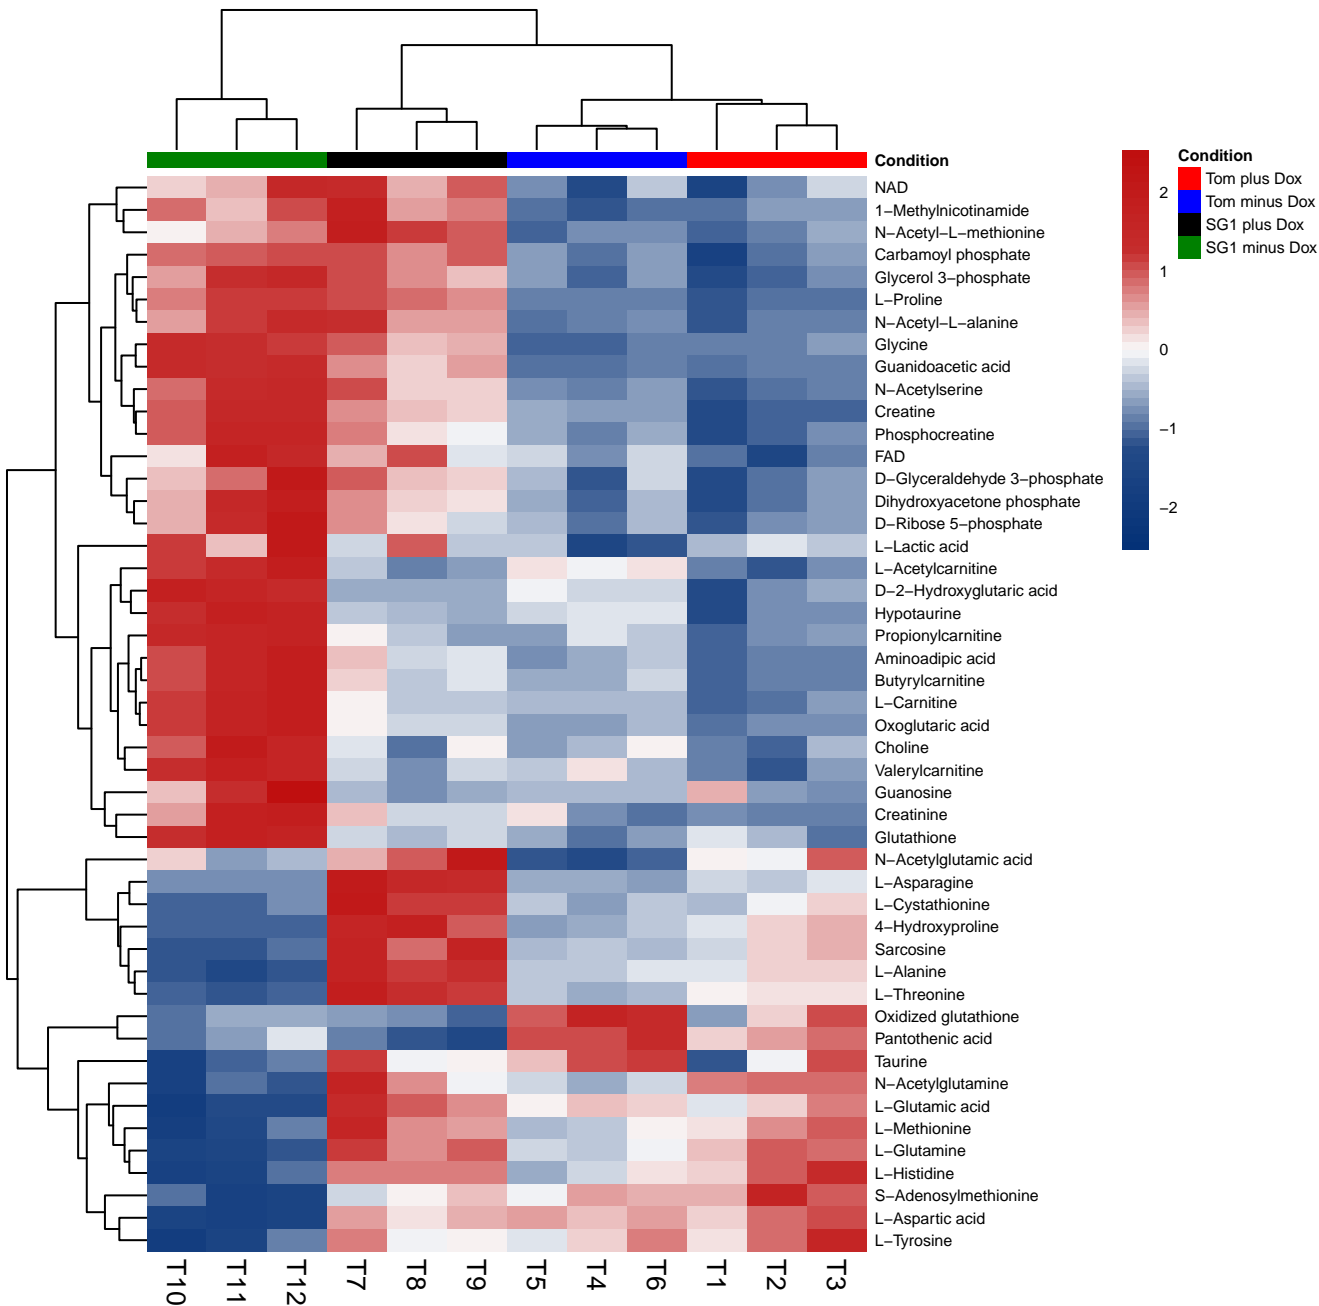 Condition
NAD
1−Methylnicotinamide
N−Acetyl−L−methionine
Carbamoyl phosphate
Glycerol 3−phosphate
L−Proline
N−Acetyl−L−alanine
Glycine
Guanidoacetic acid
N−Acetylserine
Creatine
Phosphocreatine
FAD
D−Glyceraldehyde 3−phosphate
Dihydroxyacetone phosphate
D−Ribose 5−phosphate
L−Lactic acid
L−Acetylcarnitine
D−2−Hydroxyglutaric acid
Hypotaurine
Propionylcarnitine
Aminoadipic acid
Butyrylcarnitine
L−Carnitine
Oxoglutaric acid
Choline
Valerylcarnitine
Guanosine
Creatinine
Glutathione
N−Acetylglutamic acid
L−Asparagine
L−Cystathionine
4−Hydroxyproline
Sarcosine
L−Alanine
L−Threonine
Oxidized glutathione
Pantothenic acid
Taurine
N−Acetylglutamine
L−Glutamic acid
L−Methionine
L−Glutamine
L−Histidine
S−Adenosylmethionine
L−Aspartic acid
L−Tyrosine
T10
T11
T12
T7
T8
T9
T5
T4
T6
T1
T2
T3
2
1
0
−1
−2
Condition
Tom plus Dox
Tom minus Dox
SG1 plus Dox
SG1 minus Dox